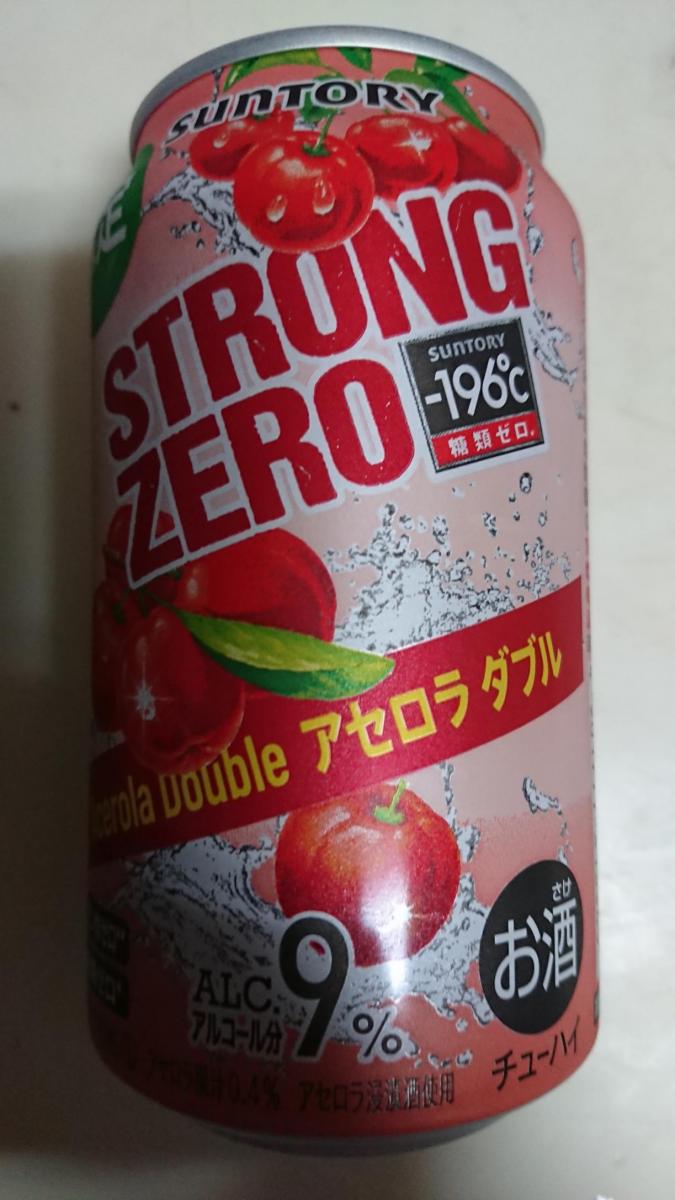 SUNTORY
STRONG
ZERO
SUNTORY
-196℃
糖類ゼロ。
Double アセロラ ダブル
さけ
お酒
ALC.
アルコール分
9%
チューハイ
アセロラ果汁0.4% アセロラ浸漬酒使用